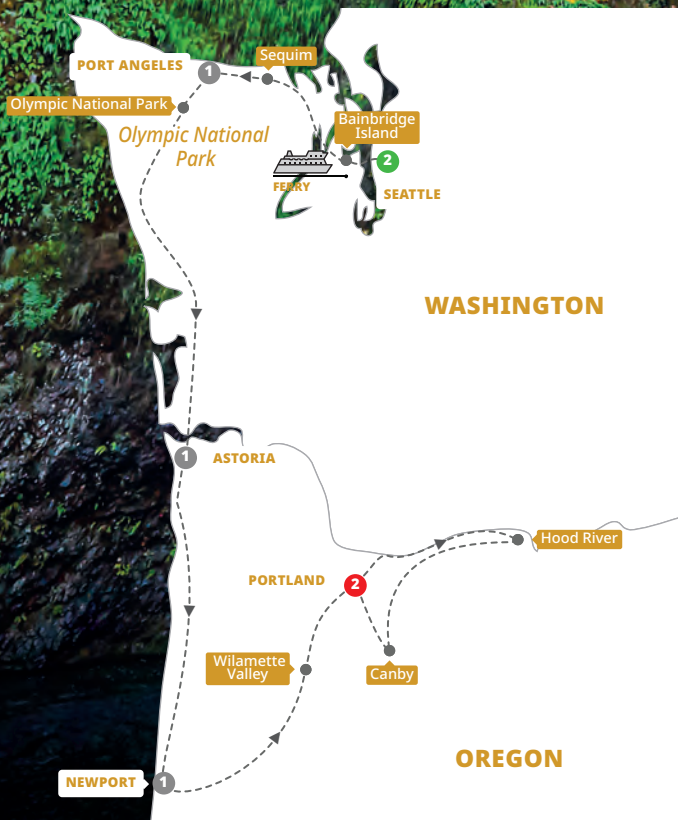 PORT ANGELES
1
Sequim
Olympic National Park
Olympic National
Park
Bainbridge
Island
2
FERRY
SEATTLE
WASHINGTON
1
ASTORIA
Hood River
PORTLAND
2
Wilamette
Valley
Canby
OREGON
NEWPORT
1